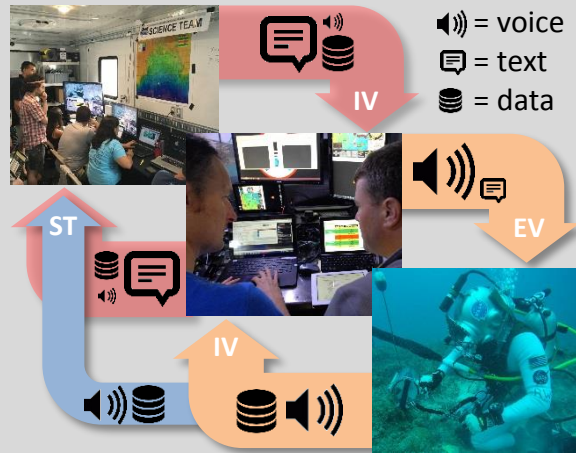 SCIENCE TEAM
= voice
= text
= data
IV
EV
ST
IV